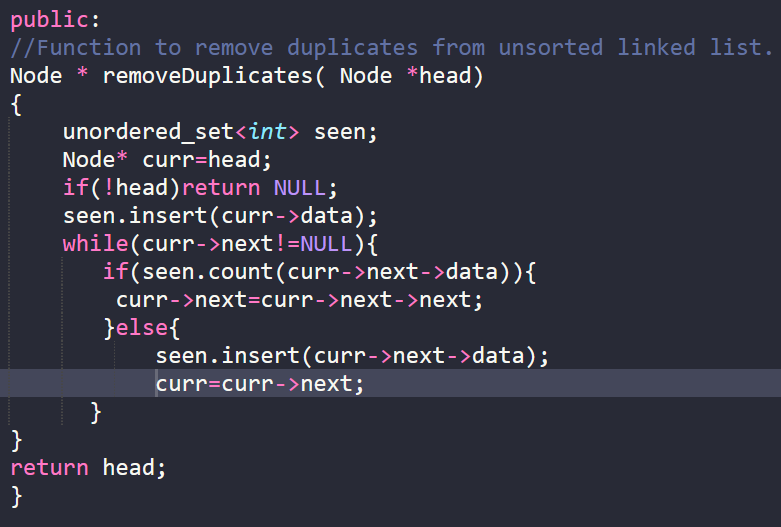 public:
//Function to remove duplicates from unsorted linked list.
Node * removeDuplicates( Node *head)
{
unordered_set<int> seen;
Node* curr=head;
if(!head)return NULL;
seen.insert(curr->data);
while(curr->next!=NULL){
if(seen.count(curr->next->data)){
curr->next=curr->next->next;
}else{
seen.insert(curr->next->data);
curr=curr->next;
}
}
return head;
}